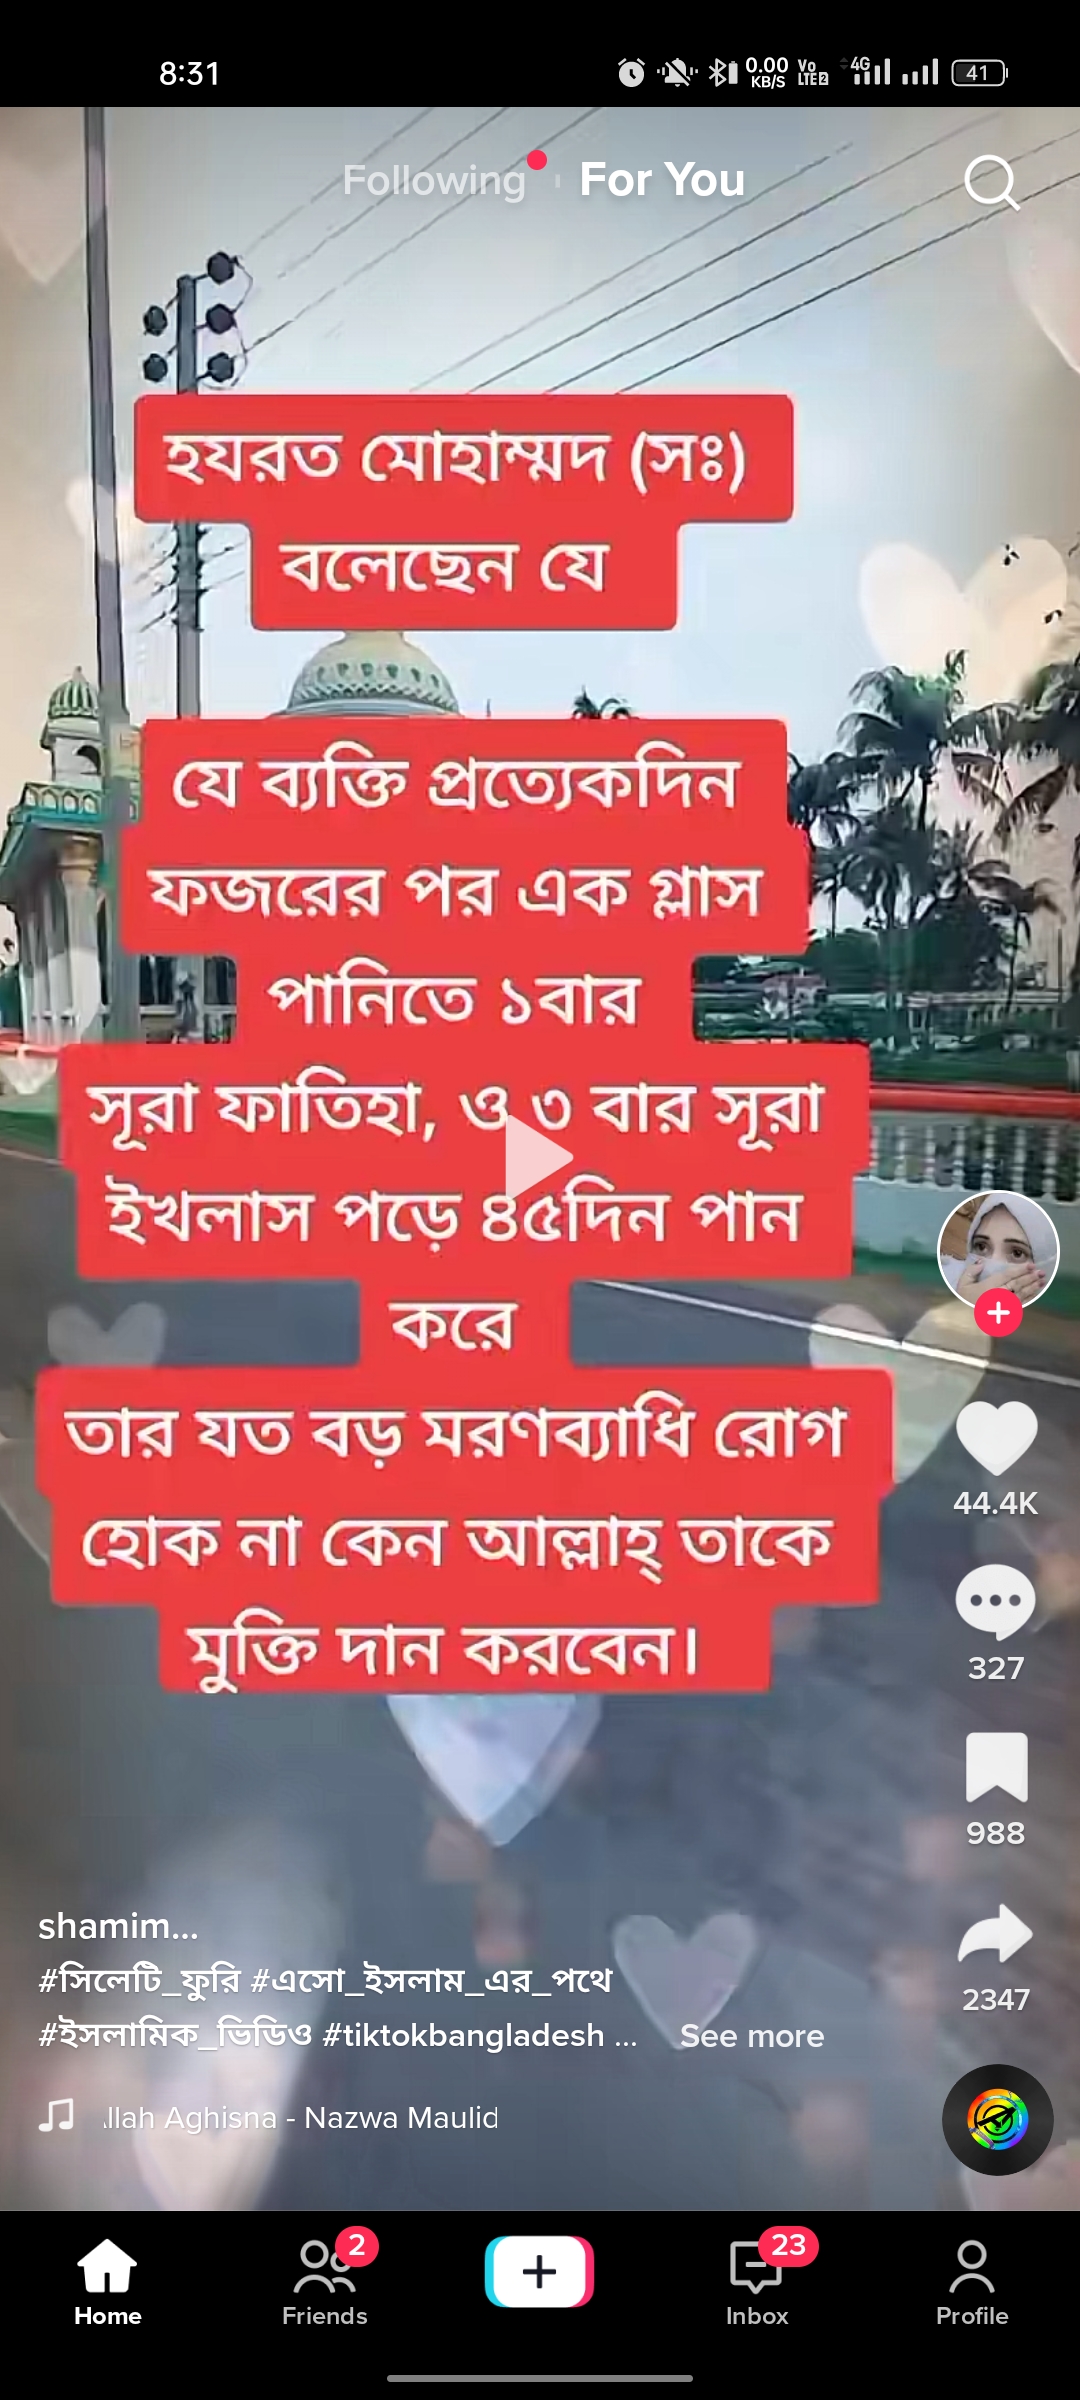 8:31
0.00 KB/S Vo LTE2 4G 41
Following For You
হযরত মোহাম্মদ (সঃ)
বলেছেন যে
যে ব্যক্তি প্রত্যেকদিন
ফজরের পর এক গ্লাস
পানিতে ১বার
সূরা ফাতিহা, ও ৩ বার সূরা
ইখলাস পড়ে ৪৫দিন পান
করে
তার যত বড় মরণব্যাধি রোগ
হোক না কেন আল্লাহ্ তাকে
মুক্তি দান করবেন।
44.4K
327
988
2347
shamim...
#সিলেটি_ফুরি #এসো_ইসলাম_এর_পথে
#ইসলামিক_ভিডিও #tiktokbangladesh ... See more
llah Aghisna - Nazwa Maulid
2 23
Home Friends Inbox Profile